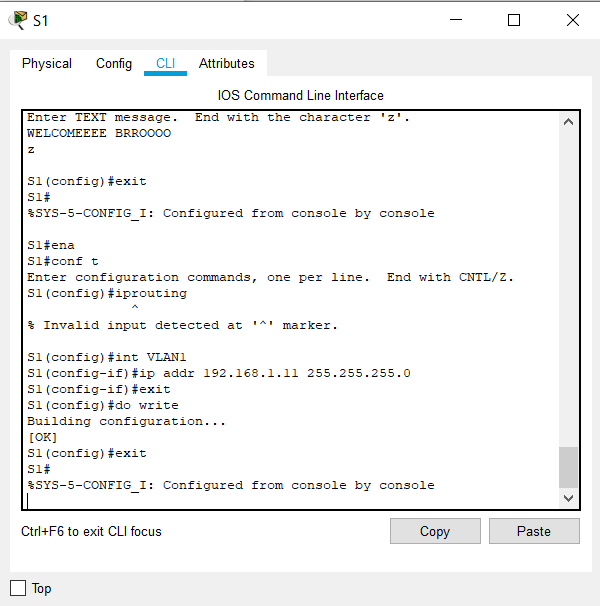 S1
Physical Config CLI Attributes
IOS Command Line Interface
Enter TEXT message.  End with the character 'z'.
WELCOMEEEE BRROOOO
z
S1(config)#exit
S1#
%SYS-5-CONFIG_I: Configured from console by console
S1#ena
S1#conf t
Enter configuration commands, one per line.  End with CNTL/Z.
S1(config)#iprouting
^
% Invalid input detected at '^' marker.
S1(config)#int VLAN1
S1(config-if)#ip addr 192.168.1.11 255.255.255.0
S1(config-if)#exit
S1(config)#do write
Building configuration...
[OK]
S1(config)#exit
S1#
%SYS-5-CONFIG_I: Configured from console by console
Ctrl+F6 to exit CLI focus
Copy Paste
Top